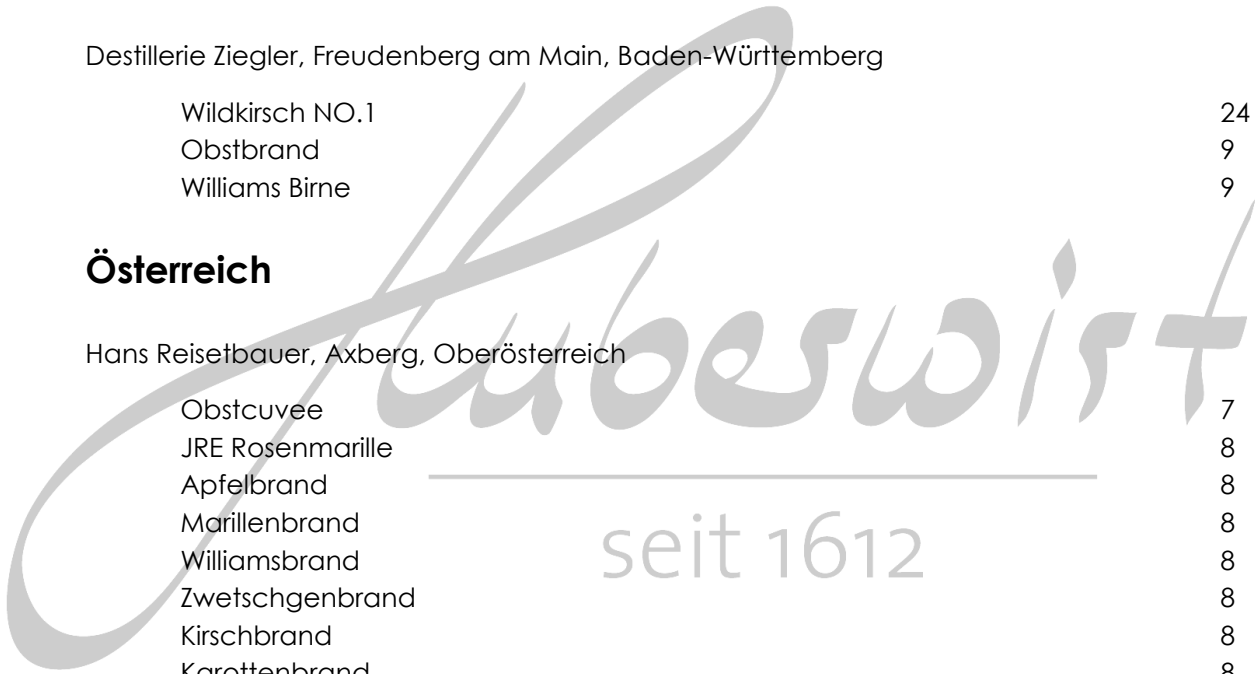 Destillerie Ziegler, Freudenberg am Main, Baden-Württemberg
Wildkirsch NO.1 24
Obstbrand 9
Williams Birne 9
Österreich
Hans Reisetbauer, Axberg, Oberösterreich
Hubeswirt
Obstcuvee 7
JRE Rosenmarille 8
Apfelbrand 8
Marillenbrand 8
seit 1612
Williamsbrand 8
Zwetschgenbrand 8
Kirschbrand 8
Karottenbrand 8